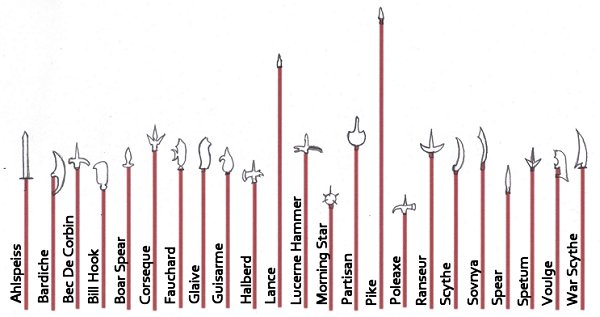 Ahlspeiss
Bardiche
Bec De Corbin
Bill Hook
Boar Spear
Corseque
Fauchard
Glaive
Guisarme
Halberd
Lance
Lucerne Hammer
Morning Star
Partisan
Pike
Poleaxe
Ranseur
Scythe
Sovnya
Spear
Spetum
Voulge
War Scythe